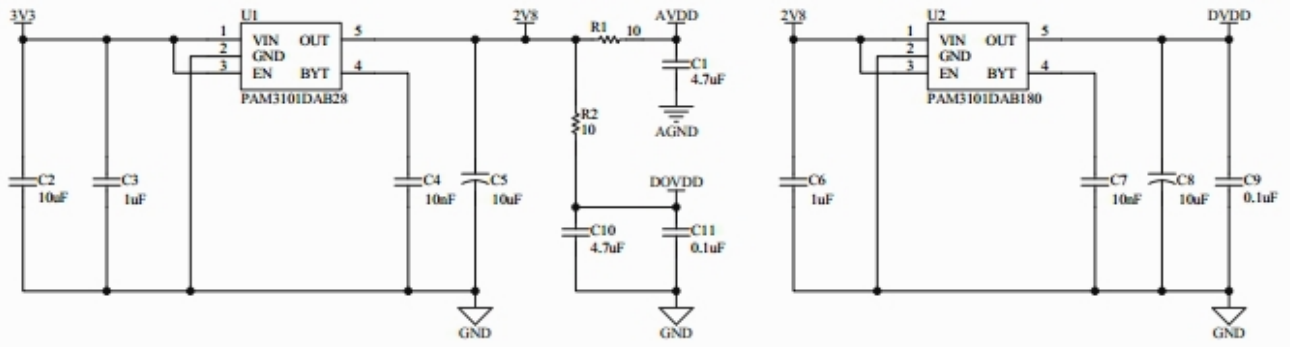 3V3
U1
1
VIN
OUT
5
2
GND
3
EN
BYT
4
PAM3101DAB28
2V8
R1
10
AVDD
C1
4.7uF
AGND
R2
10
DOVDD
C2
10uF
C3
1uF
C4
10nF
C5
10uF
C10
4.7uF
C11
0.1uF
GND
GND
2V8
U2
1
VIN
OUT
5
2
GND
3
EN
BYT
4
PAM3101DAB180
DVDD
C6
1uF
C7
10nF
C8
10uF
C9
0.1uF
GND